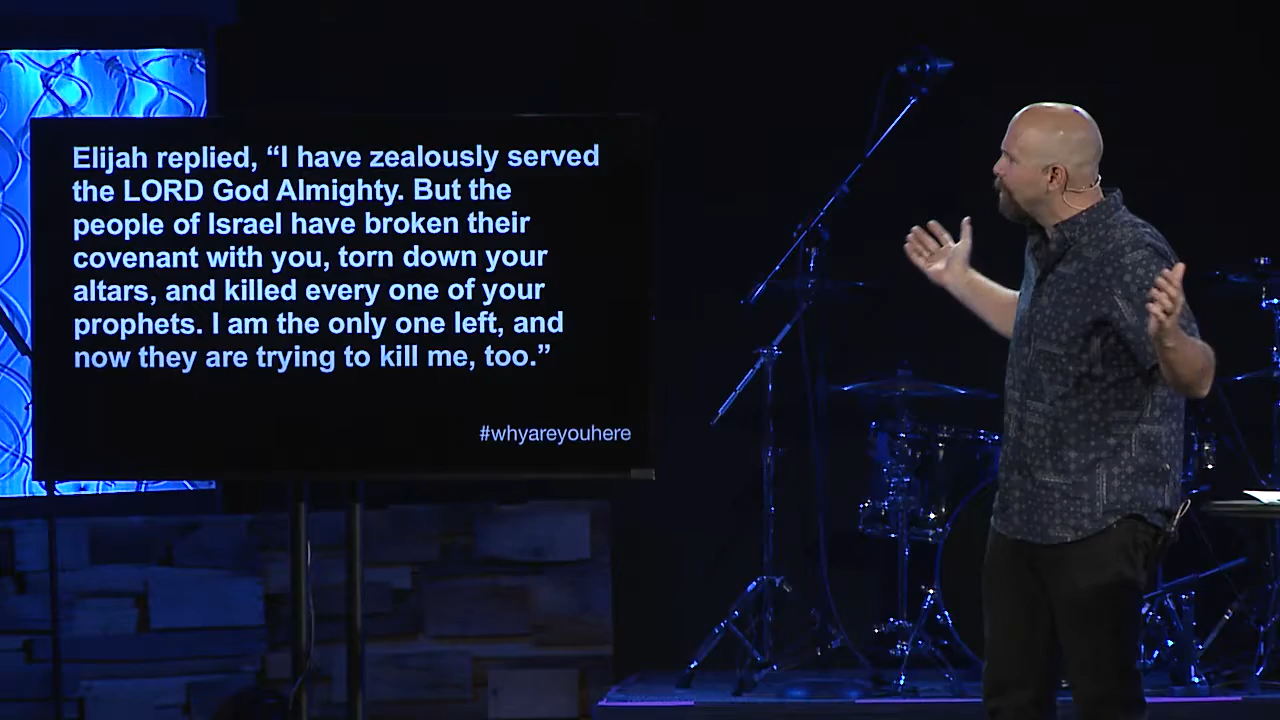 Elijah replied, “I have zealously served
the LORD God Almighty. But the
people of Israel have broken their
covenant with you, torn down your
altars, and killed every one of your
prophets. I am the only one left, and
now they are trying to kill me, too.”
#whyareyouhere